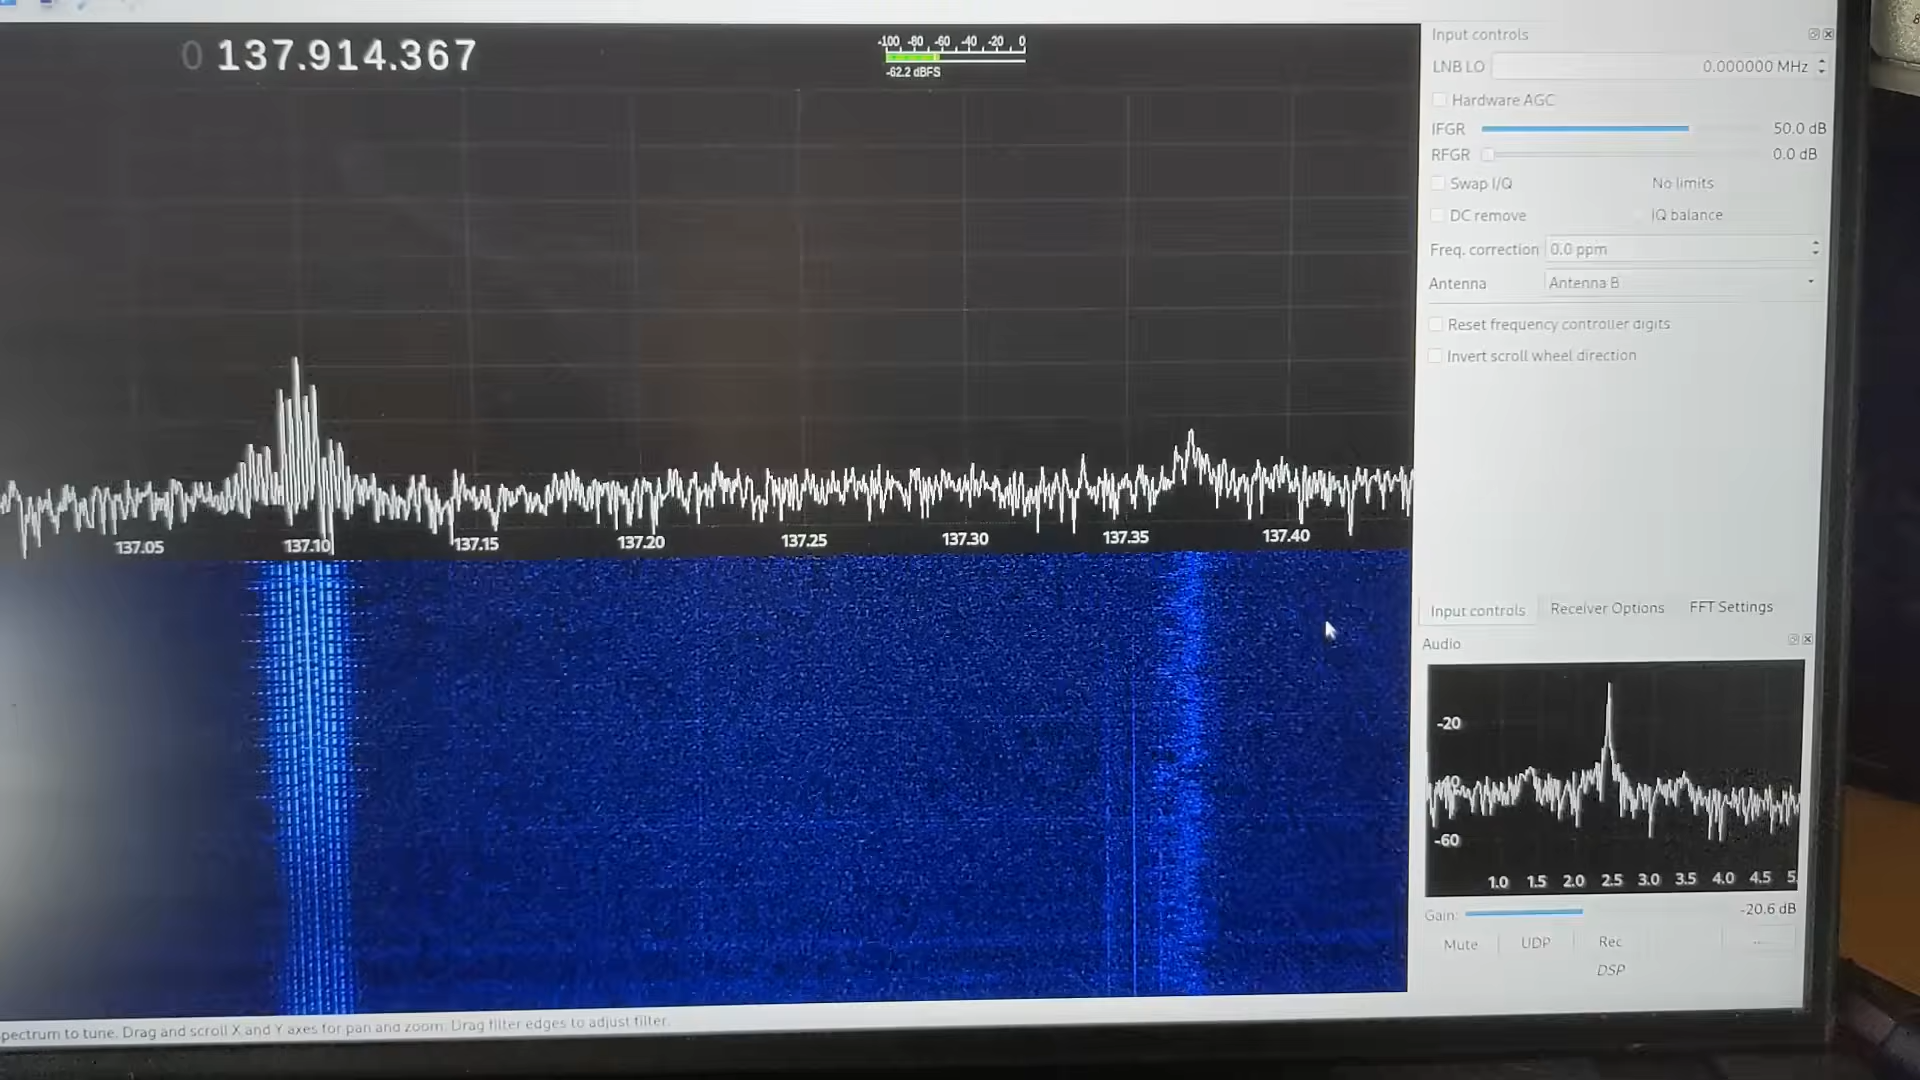 0 137.914.367
-100 -80 -60 -40 -20 0
-62.2 dBFS
137.05 137.10 137.15 137.20 137.25 137.30 137.35 137.40
pectrum to tune. Drag and scroll X and Y axes for pan and zoom. Drag filter edges to adjust filter.
Input controls
LNB LO 0.000000 MHz
Hardware AGC
IFGR 50.0 dB
RFGR 0.0 dB
Swap I/Q No limits
DC remove IQ balance
Freq. correction 0.0 ppm
Antenna Antenna B
Reset frequency controller digits
Invert scroll wheel direction
Input controls Receiver Options FFT Settings
Audio
-20
-40
-60
1.0 1.5 2.0 2.5 3.0 3.5 4.0 4.5 5.
Gain: -20.6 dB
Mute UDP Rec ...
DSP